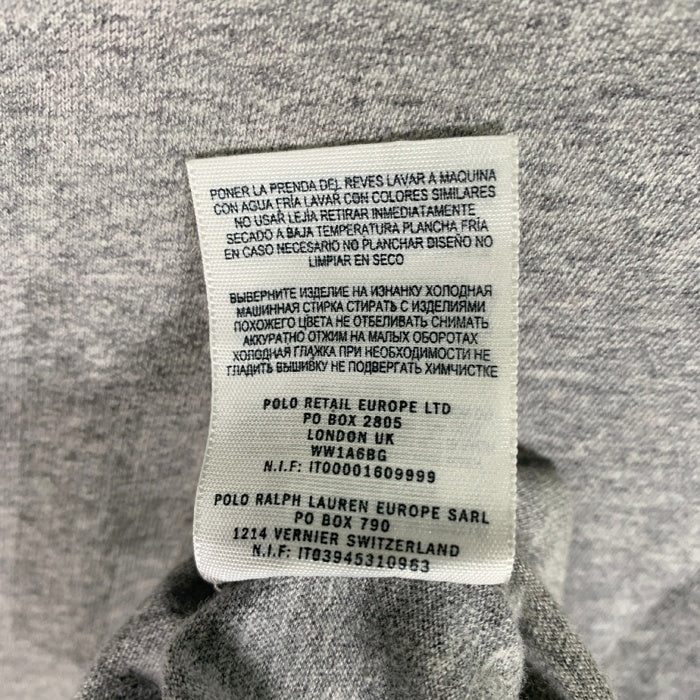 PONER LA PRENDA DEL REVES LAVAR A MAQUINA
CON AGUA FRÍA LAVAR CON COLORES SIMILARES
NO USAR LEJIA RETIRAR INMEDIATAMENTE
SECADO A BAJA TEMPERATURA PLANCHA FRÍA
EN CASO NECESARIO NO PLANCHAR DISEÑO NO
LIMPIAR EN SECO
ВЫВЕРНИТЕ ИЗДЕЛИЕ НА ИЗНАНКУ ХОЛОДНАЯ
МАШИННАЯ СТИРКА СТИРАТЬ С ИЗДЕЛИЯМИ
ПОХОЖЕГО ЦВЕТА НЕ ОТБЕЛИВАТЬ СНИМАТЬ
АККУРАТНО ОТЖИМ НА МАЛЫХ ОБОРОТАХ
ХОЛОДНАЯ ГЛАЖКА ПРИ НЕОБХОДИМОСТИ НЕ
ГЛАДИТЬ ВЫШИВКУ НЕ ПОДВЕРГАТЬ ХИМЧИСТКЕ
POLO RETAIL EUROPE LTD
PO BOX 2805
LONDON UK
WW1A6BG
N.I.F: IT00001609999
POLO RALPH LAUREN EUROPE SARL
PO BOX 790
1214 VERNIER SWITZERLAND
N.I.F: IT03945310963